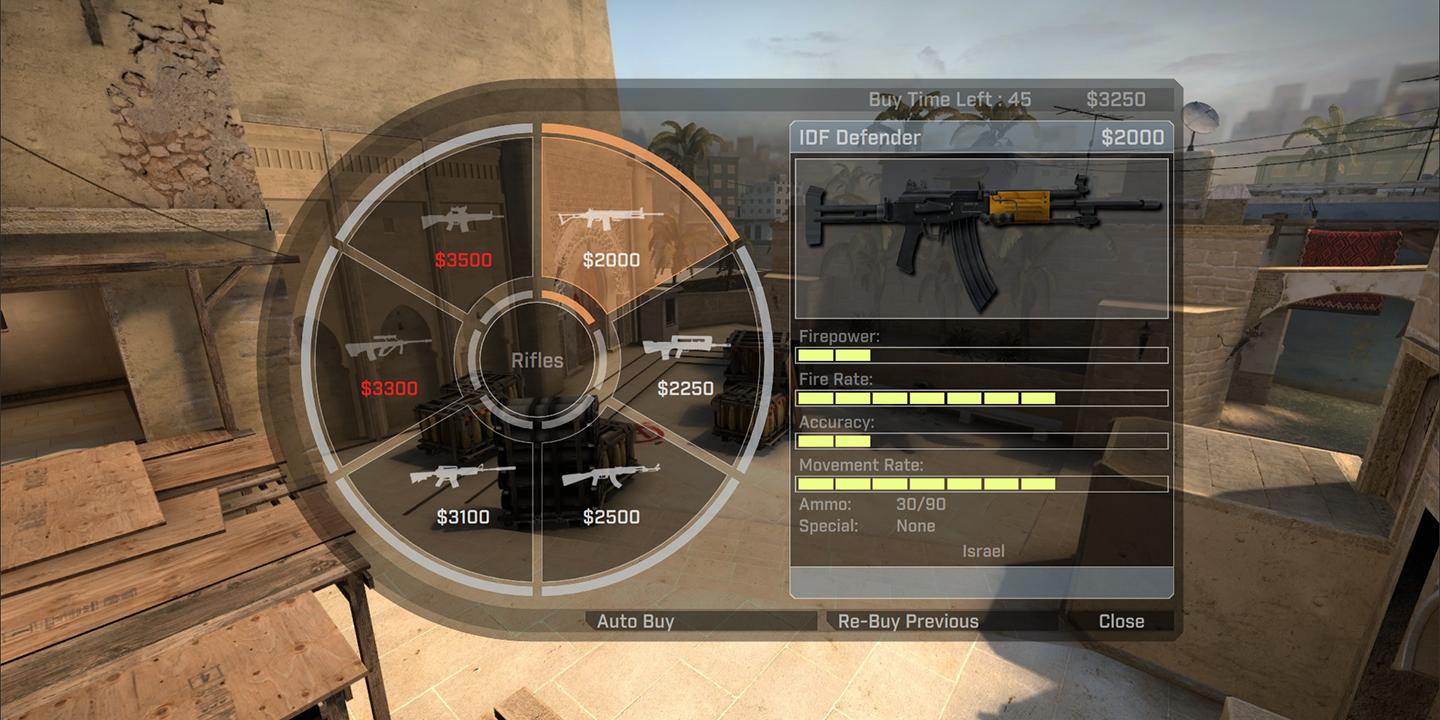 Buy Time Left : 45 $3250
IDF Defender $2000
$3500
$2000
$3300
Rifles
$2250
$3100
$2500
Firepower:
Fire Rate:
Accuracy:
Movement Rate:
Ammo: 30/90
Special: None
Israel
Auto Buy
Re-Buy Previous
Close